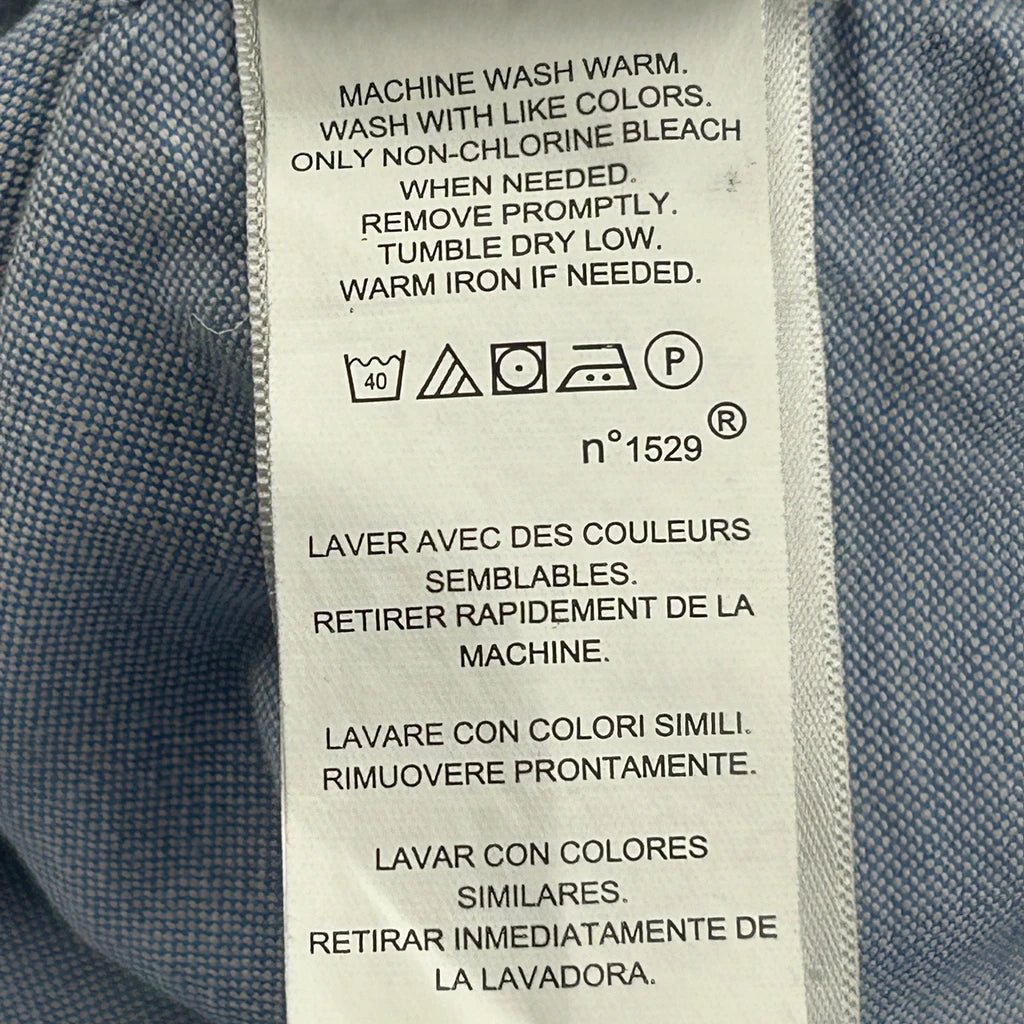 MACHINE WASH WARM.
WASH WITH LIKE COLORS.
ONLY NON-CHLORINE BLEACH
WHEN NEEDED.
REMOVE PROMPTLY.
TUMBLE DRY LOW.
WARM IRON IF NEEDED.
40 P
n°1529®
LAVER AVEC DES COULEURS
SEMBLABLES.
RETIRER RAPIDEMENT DE LA
MACHINE.
LAVARE CON COLORI SIMILI.
RIMUOVERE PRONTAMENTE.
LAVAR CON COLORES
SIMILARES.
RETIRAR INMEDIATAMENTE DE
LA LAVADORA.